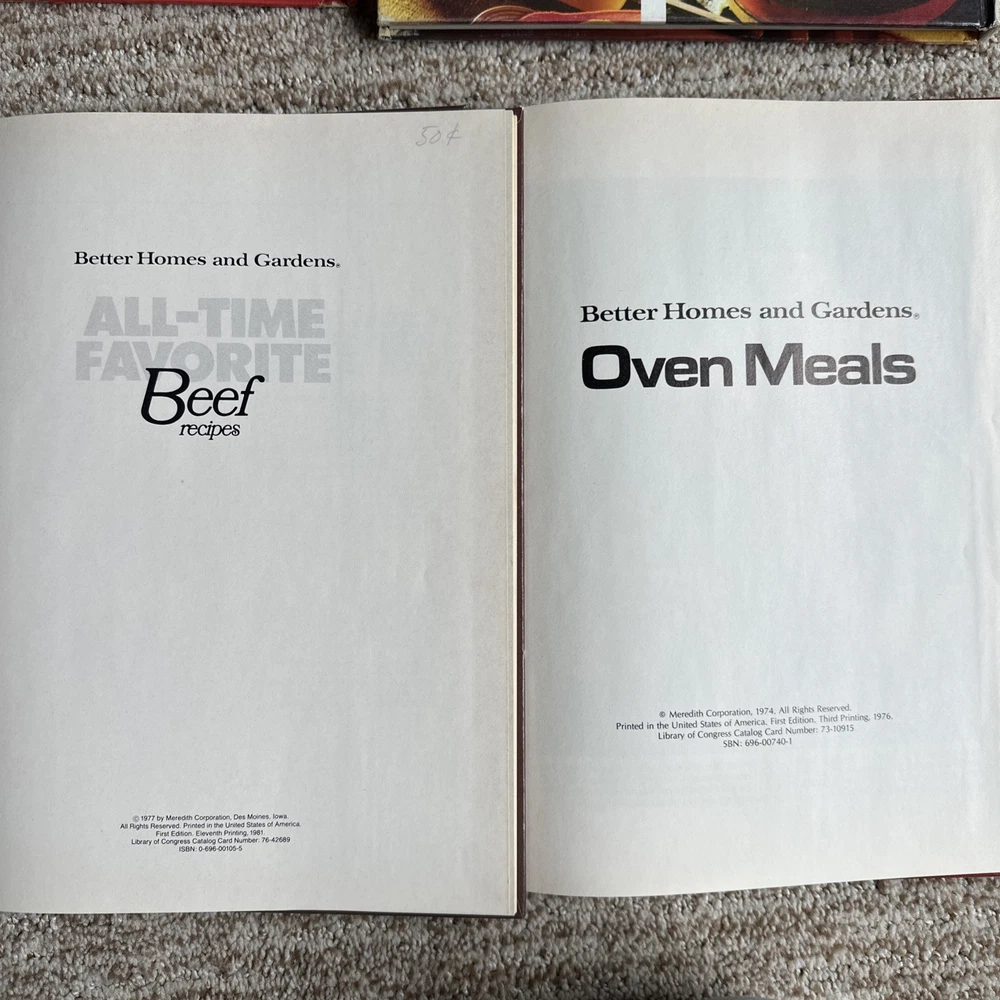 50¢
Better Homes and Gardens®
ALL-TIME
FAVORITE
Beef
recipes
© 1977 by Meredith Corporation, Des Moines, Iowa.
All Rights Reserved. Printed in the United States of America.
First Edition. Eleventh Printing, 1981.
Library of Congress Catalog Card Number: 76-42689
ISBN: 0-696-00105-5
Better Homes and Gardens®
Oven Meals
© Meredith Corporation, 1974. All Rights Reserved.
Printed in the United States of America. First Edition. Third Printing, 1976.
Library of Congress Catalog Card Number: 73-10915
SBN: 696-00740-1